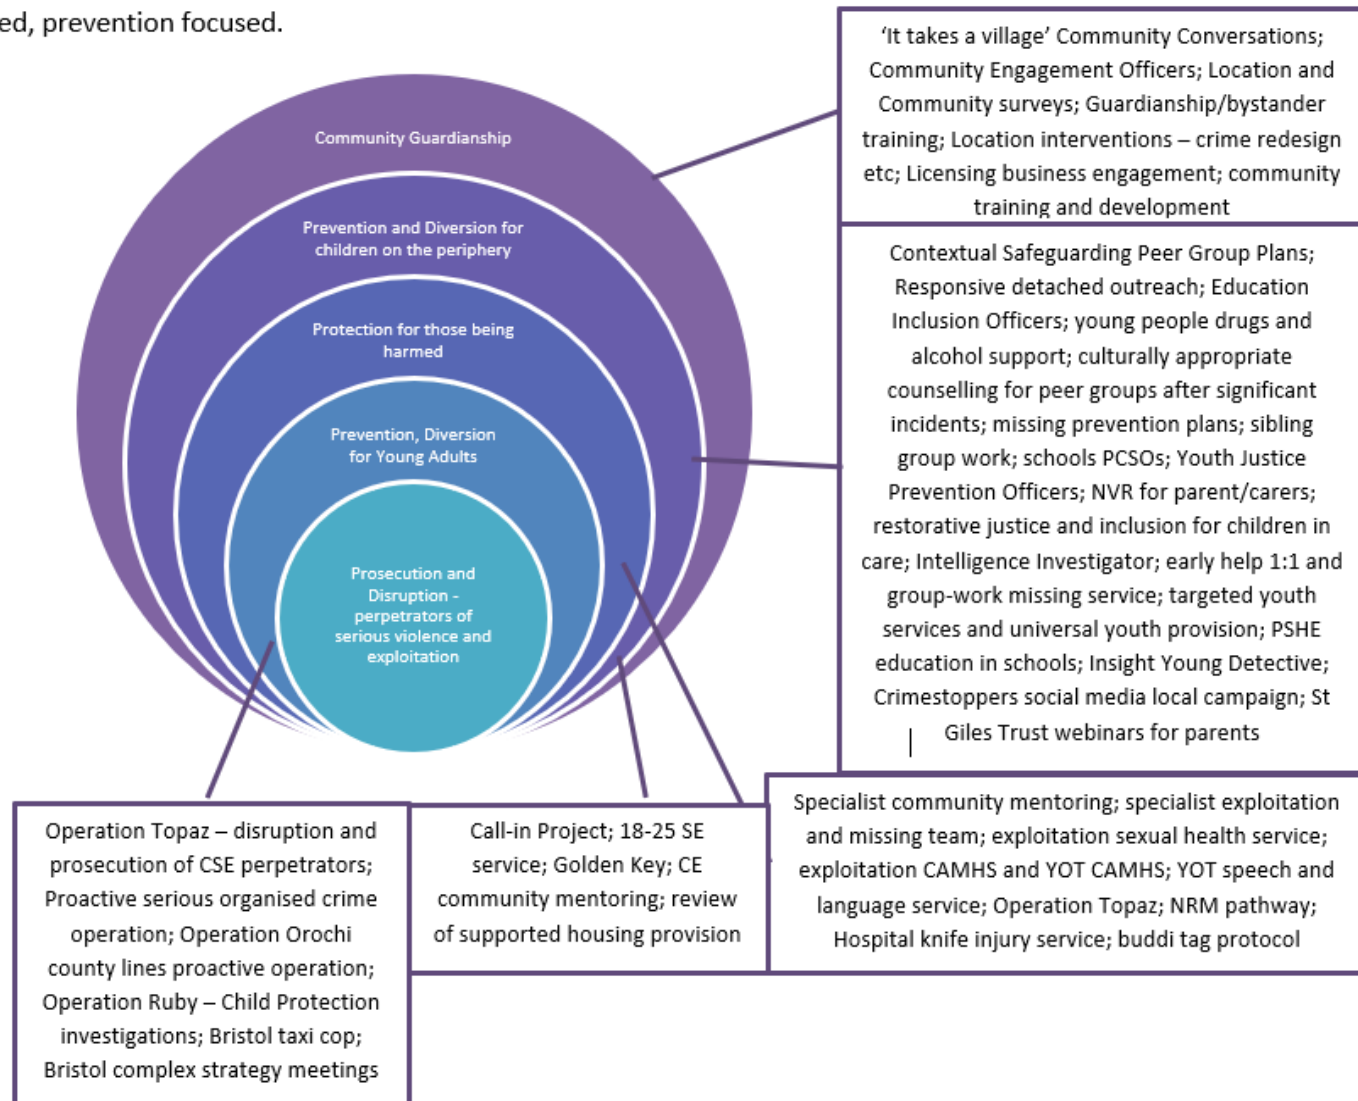 ed, prevention focused.
Community Guardianship
Prevention and Diversion for
children on the periphery
Protection for those being
harmed
Prevention, Diversion
for Young Adults
Prosecution and
Disruption -
perpetrators of
serious violence and
exploitation
‘It takes a village’ Community Conversations;
Community Engagement Officers; Location and
Community surveys; Guardianship/bystander
training; Location interventions – crime redesign
etc; Licensing business engagement; community
training and development
Contextual Safeguarding Peer Group Plans;
Responsive detached outreach; Education
Inclusion Officers; young people drugs and
alcohol support; culturally appropriate
counselling for peer groups after significant
incidents; missing prevention plans; sibling
group work; schools PCSOs; Youth Justice
Prevention Officers; NVR for parent/carers;
restorative justice and inclusion for children in
care; Intelligence Investigator; early help 1:1 and
group-work missing service; targeted youth
services and universal youth provision; PSHE
education in schools; Insight Young Detective;
Crimestoppers social media local campaign; St
Giles Trust webinars for parents
Operation Topaz – disruption and
prosecution of CSE perpetrators;
Proactive serious organised crime
operation; Operation Orochi
county lines proactive operation;
Operation Ruby – Child Protection
investigations; Bristol taxi cop;
Bristol complex strategy meetings
Call-in Project; 18-25 SE
service; Golden Key; CE
community mentoring; review
of supported housing provision
Specialist community mentoring; specialist exploitation
and missing team; exploitation sexual health service;
exploitation CAMHS and YOT CAMHS; YOT speech and
language service; Operation Topaz; NRM pathway;
Hospital knife injury service; buddi tag protocol